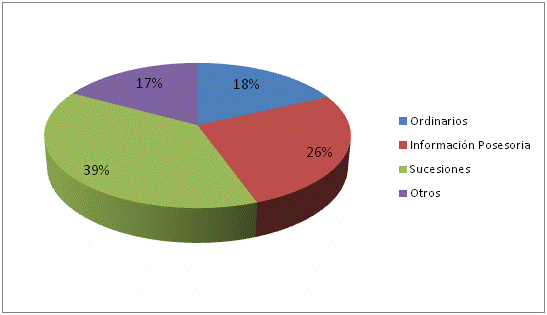 17%
18%
26%
39%
Ordinarios
Información Posesoria
Sucesiones
Otros